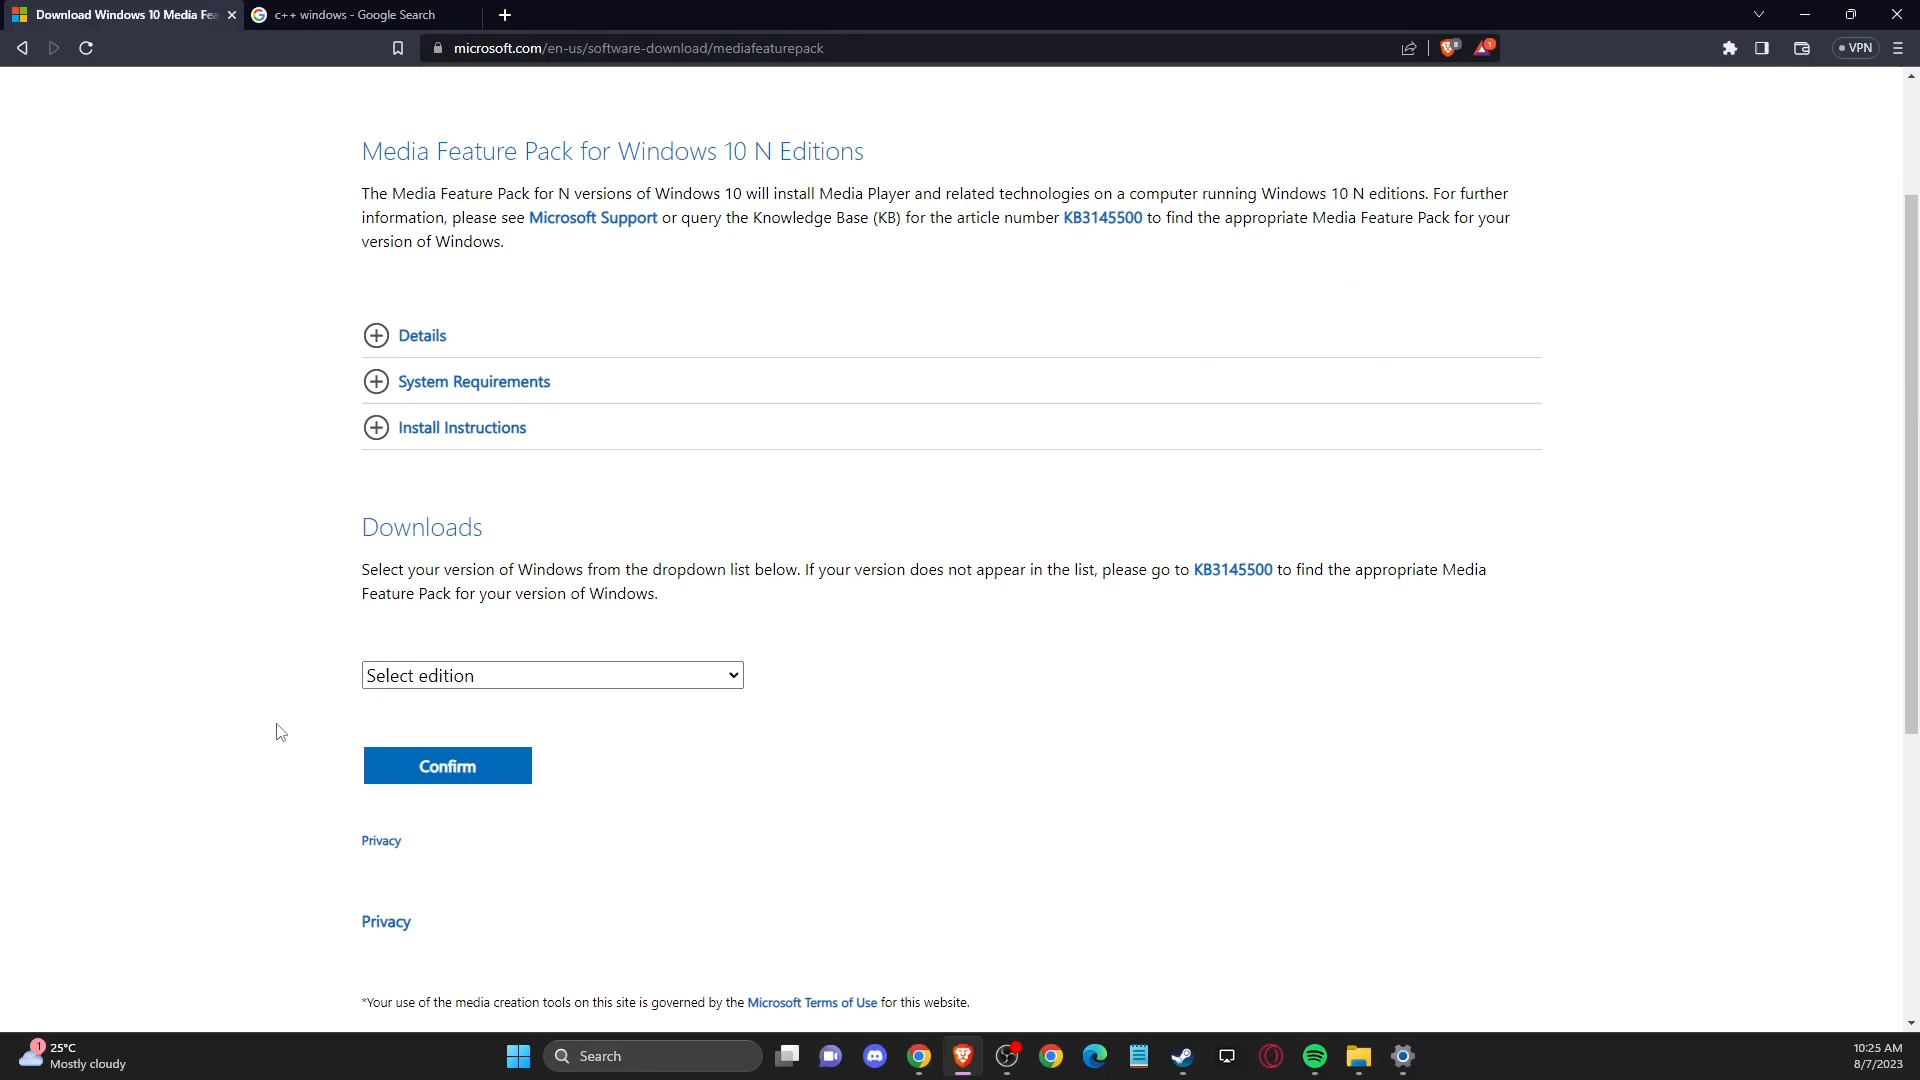 Download Windows 10 Media Fea
c++ windows - Google Search
microsoft.com/en-us/software-download/mediafeaturepack
8
1
VPN
Media Feature Pack for Windows 10 N Editions
The Media Feature Pack for N versions of Windows 10 will install Media Player and related technologies on a computer running Windows 10 N editions. For further
information, please see Microsoft Support or query the Knowledge Base (KB) for the article number KB3145500 to find the appropriate Media Feature Pack for your
version of Windows.
Details
System Requirements
Install Instructions
Downloads
Select your version of Windows from the dropdown list below. If your version does not appear in the list, please go to KB3145500 to find the appropriate Media
Feature Pack for your version of Windows.
Select edition
Confirm
Privacy
Privacy
*Your use of the media creation tools on this site is governed by the Microsoft Terms of Use for this website.
1
25°C
Mostly cloudy
Search
10:25 AM
8/7/2023